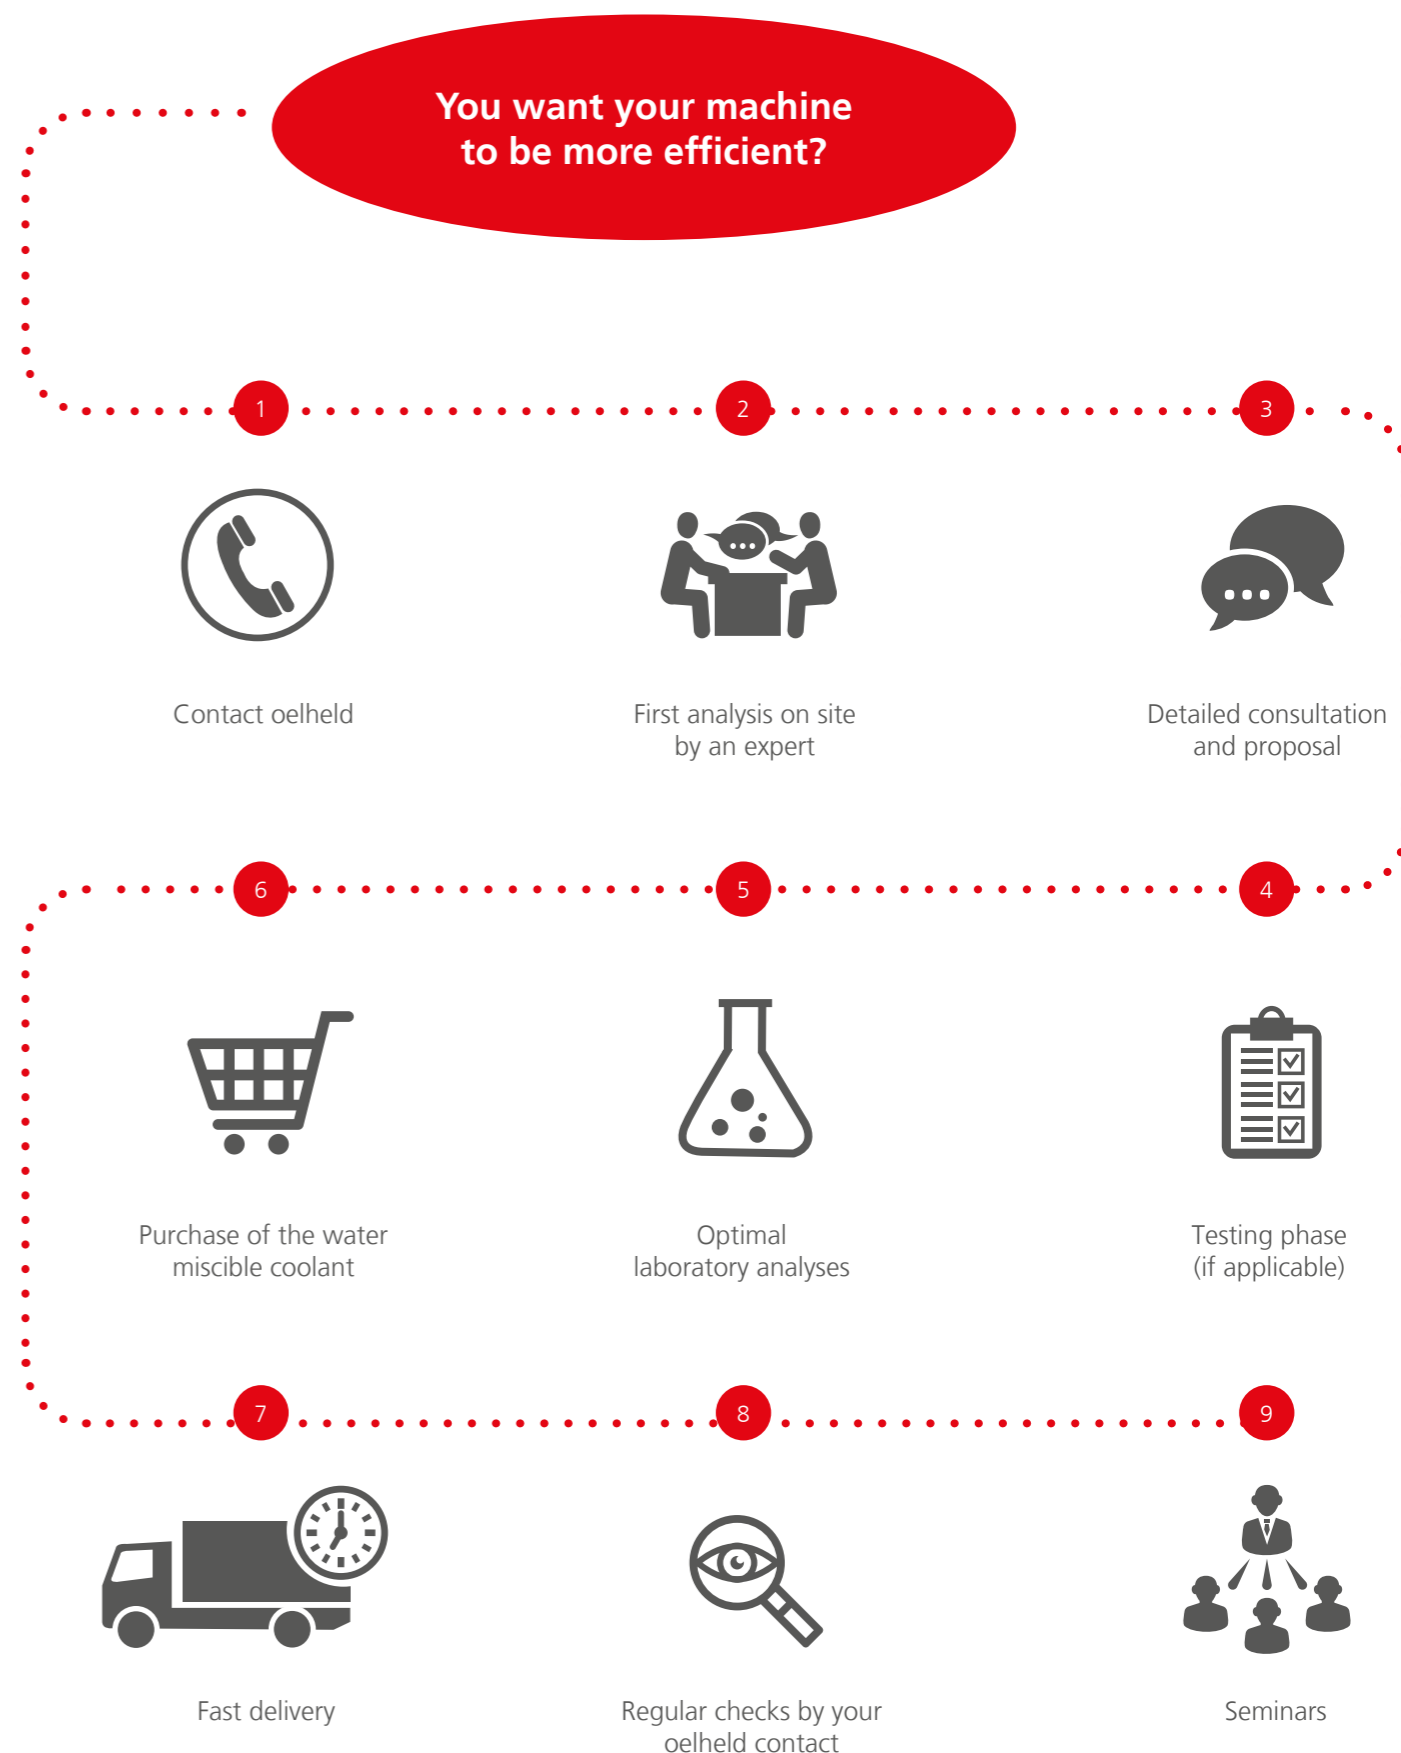 You want your machine
to be more efficient?
1
2
3
Contact oelheld
First analysis on site
by an expert
Detailed consultation
and proposal
6
5
4
Purchase of the water
miscible coolant
Optimal
laboratory analyses
Testing phase
(if applicable)
7
8
9
Fast delivery
Regular checks by your
oelheld contact
Seminars